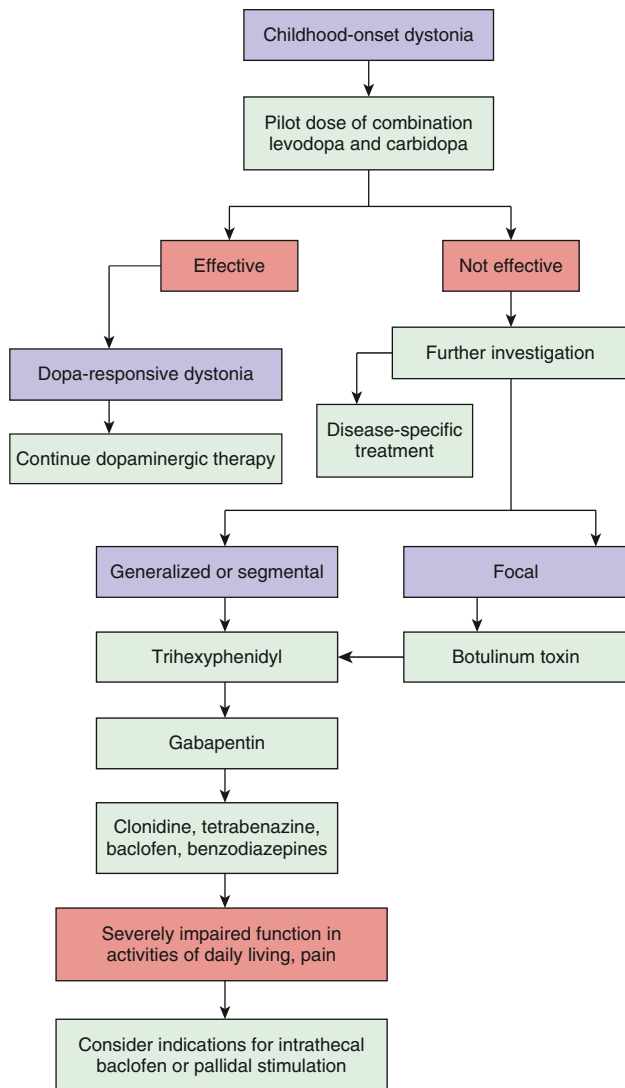 Childhood-onset dystonia
Pilot dose of combination
levodopa and carbidopa
Effective
Not effective
Dopa-responsive dystonia
Further investigation
Continue dopaminergic therapy
Disease-specific
treatment
Generalized or segmental
Focal
Trihexyphenidyl
Botulinum toxin
Gabapentin
Clonidine, tetrabenazine,
baclofen, benzodiazepines
Severely impaired function in
activities of daily living, pain
Consider indications for intrathecal
baclofen or pallidal stimulation